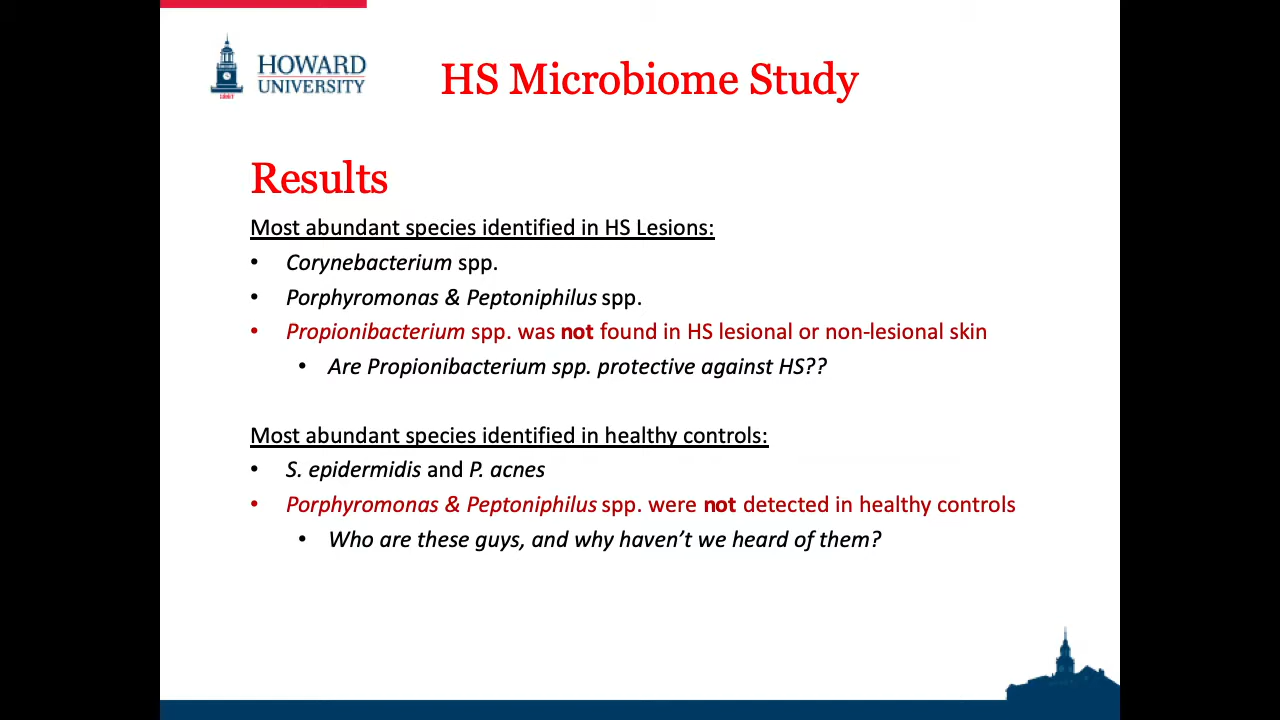 HOWARD
UNIVERSITY
HS Microbiome Study
Results
Most abundant species identified in HS Lesions:
• Corynebacterium spp.
• Porphyromonas & Peptoniphilus spp.
• Propionibacterium spp. was not found in HS lesional or non-lesional skin
• Are Propionibacterium spp. protective against HS??
Most abundant species identified in healthy controls:
• S. epidermidis and P. acnes
• Porphyromonas & Peptoniphilus spp. were not detected in healthy controls
• Who are these guys, and why haven't we heard of them?